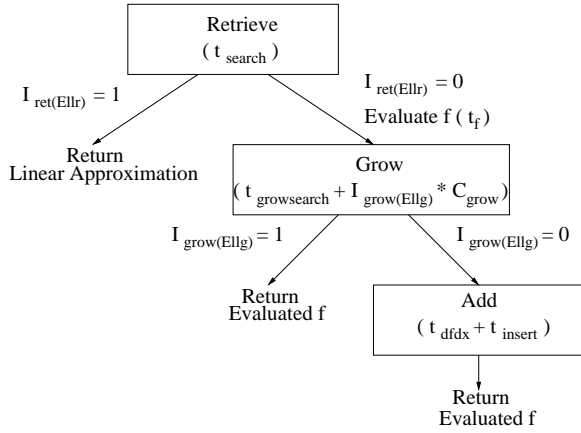 Retrieve
( t search )
I ret(Ellr) = 1
I ret(Ellr) = 0
Evaluate f ( t f )
Return
Linear Approximation
Grow
( t growsearch + I grow(Ellg) * C grow )
I grow(Ellg) = 1
I grow(Ellg) = 0
Return
Evaluated f
Add
( t dfdx + t insert )
Return
Evaluated f